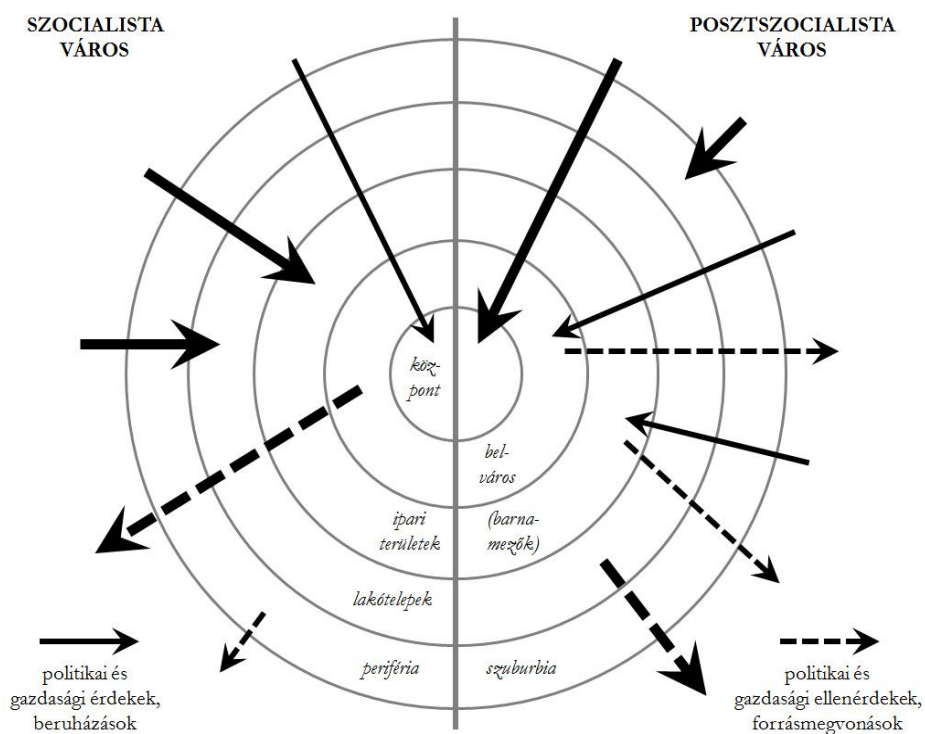 SZOCIALISTA
VÁROS
POSZTSZOCIALISTA
VÁROS
köz-
pont
bel-
város
ipari
területek
(barna-
mezők)
lakótelepek
periféria
szuburbia
politikai és
gazdasági érdekek,
beruházások
politikai és
gazdasági ellenérdekek,
forrásmegvonások